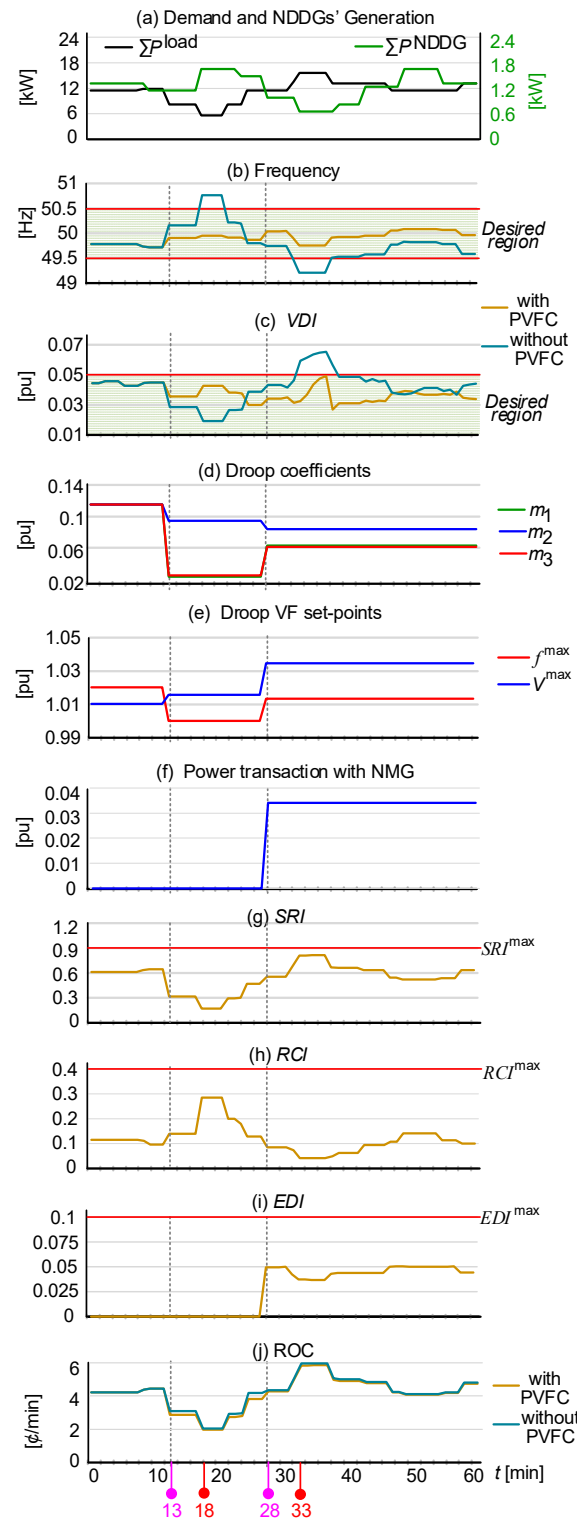 (a) Demand and NDDGs' Generation
24
18
12
6
0
[kW]
∑P^load
∑P^NDDG
2.4
1.8
1.2
0.6
0
[kW]
(b) Frequency
51
50.5
50
49.5
49
[Hz]
Desired
region
with
PVFC
without
PVFC
(c) VDI
0.07
0.05
0.03
0.01
[pu]
Desired
region
(d) Droop coefficients
0.14
0.1
0.06
0.02
[pu]
m1
m2
m3
(e) Droop VF set-points
1.05
1.03
1.01
0.99
[pu]
f^max
V^max
(f) Power transaction with NMG
0.04
0.03
0.02
0.01
0
[pu]
(g) SRI
1.2
0.9
0.6
0.3
0
SRI^max
(h) RCI
0.4
0.3
0.2
0.1
0
RCI^max
(i) EDI
0.1
0.075
0.05
0.025
0
EDI^max
(j) ROC
6
4
2
0
[¢/min]
with
PVFC
without
PVFC
0 10 20 30 40 50 60 t [min]
13 18 28 33